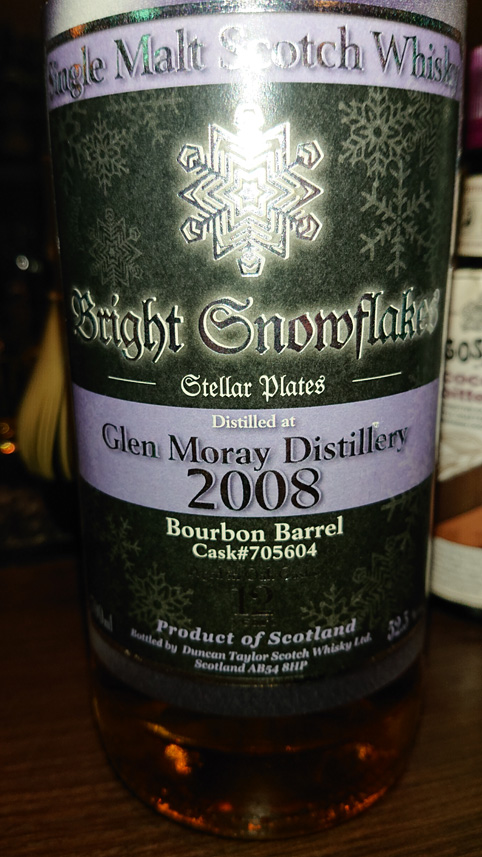 Single Malt Scotch Whisky
Bright Snowflakes
Stellar Plates
Distilled at
Glen Moray Distillery
2008
Bourbon Barrel
Cask#705604
12
Product of Scotland
Bottled by Duncan Taylor Scotch Whisky Ltd.
Scotland AB54 8HP